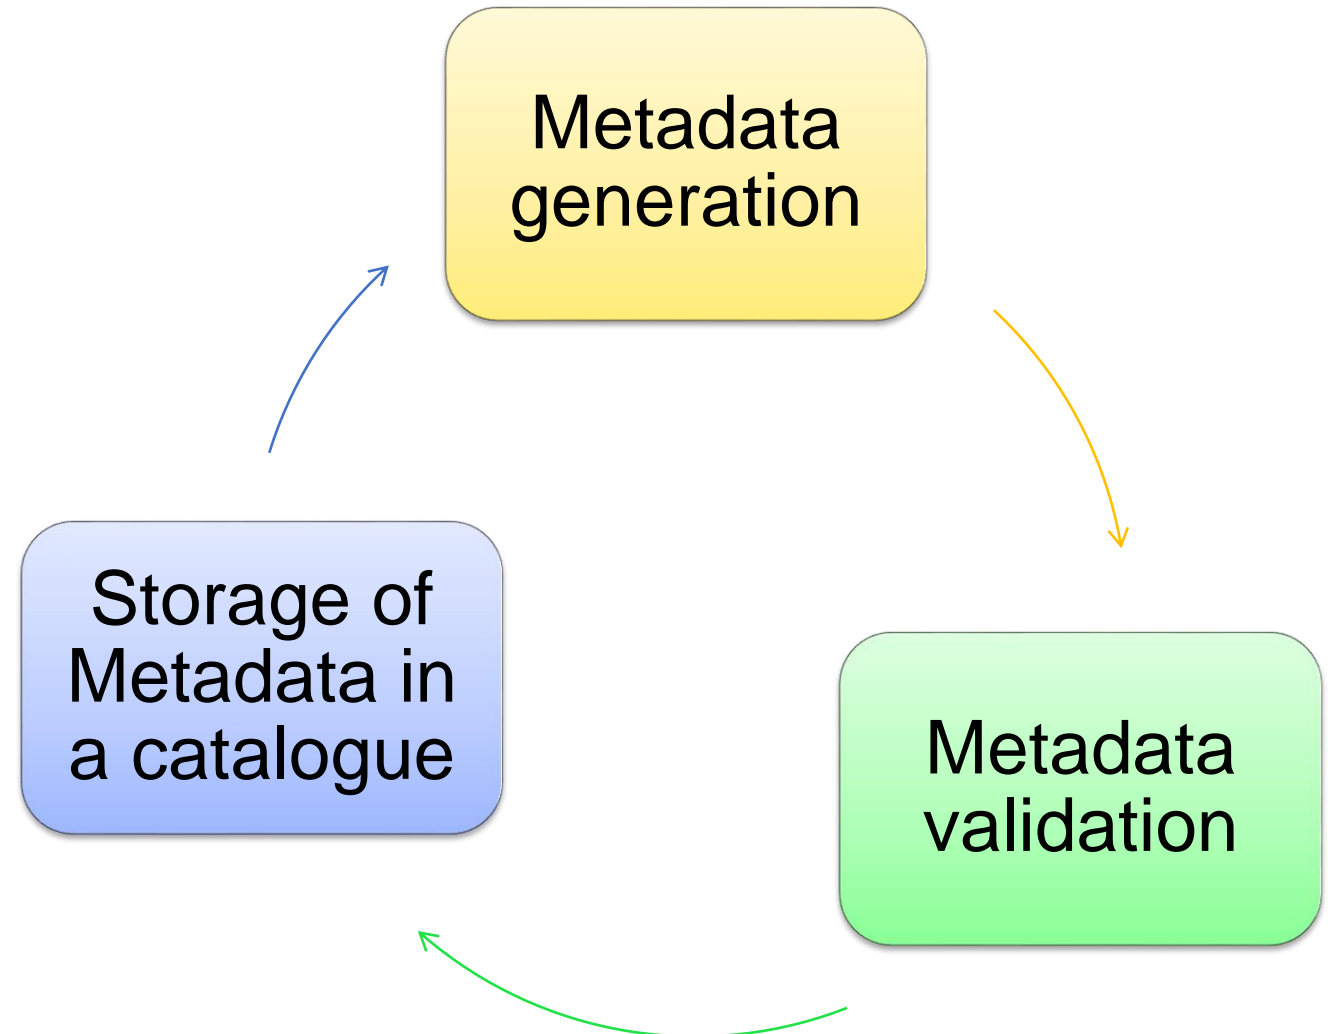 Metadata
generation
Storage of
Metadata in
a catalogue
Metadata
validation